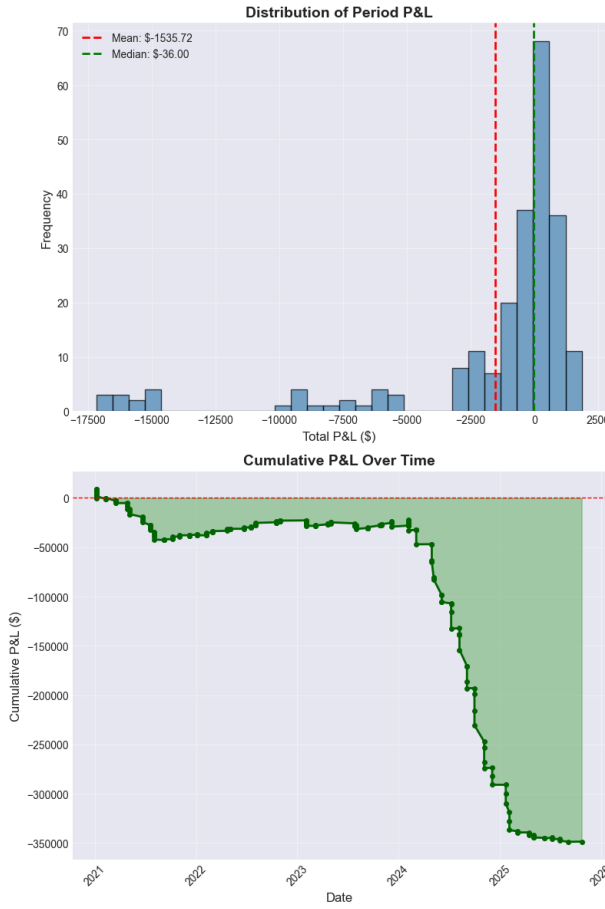 Distribution of Period P&L
Mean: $-1535.72
Median: $-36.00
Frequency
70
60
50
40
30
20
10
0
−17500 −15000 −12500 −10000 −7500 −5000 −2500 0 2500
Total P&L ($)
Cumulative P&L Over Time
Cumulative P&L ($)
0
−50000
−100000
−150000
−200000
−250000
−300000
−350000
2021 2022 2023 2024 2025
Date